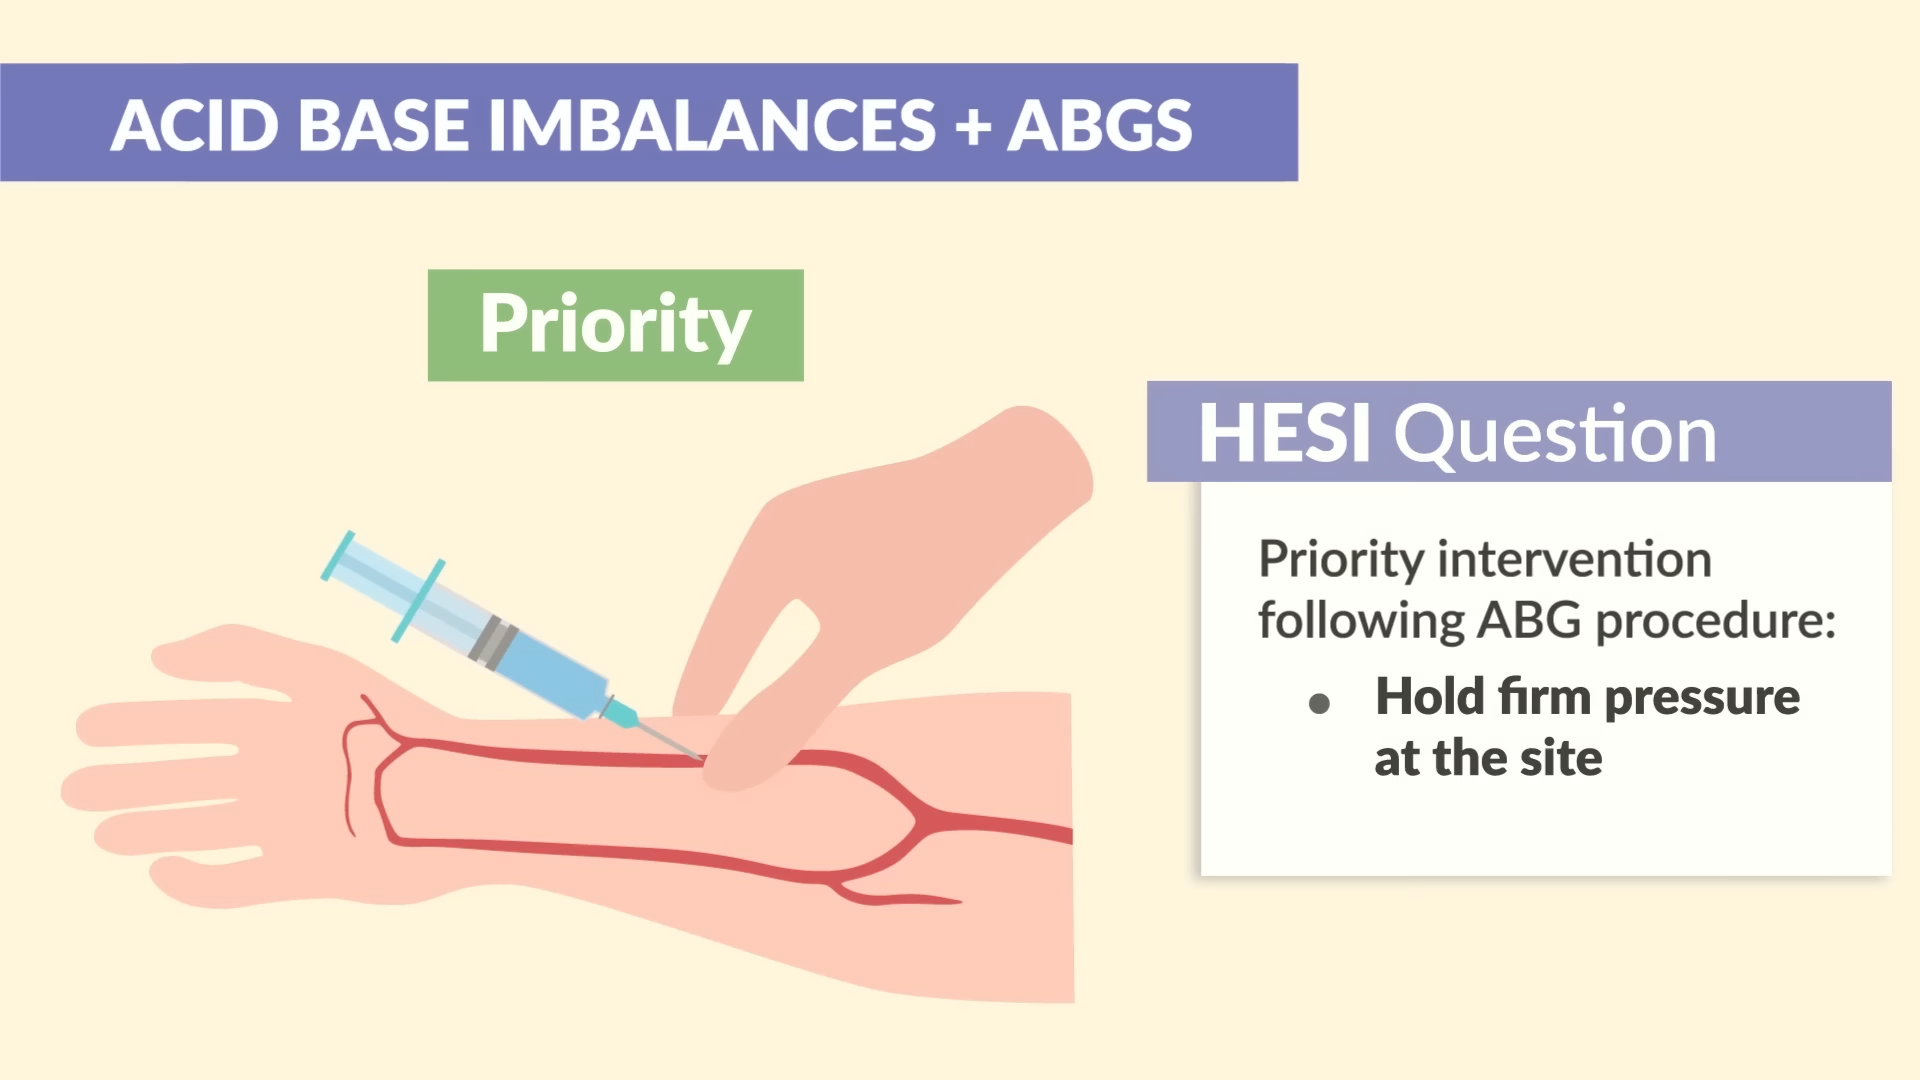 ACID BASE IMBALANCES + ABGS
Priority
HESI Question
Priority intervention
following ABG procedure:
● Hold firm pressure
at the site